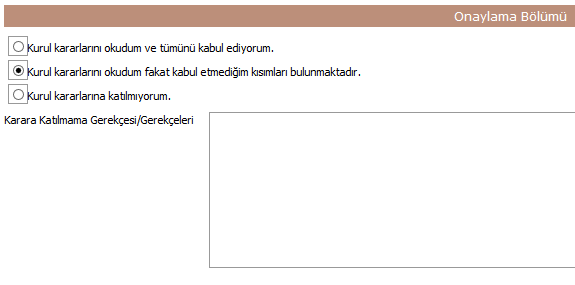 Onaylama Bölümü
Kurul kararlarını okudum ve tümünü kabul ediyorum.
Kurul kararlarını okudum fakat kabul etmediğim kısımları bulunmaktadır.
Kurul kararlarına katılmıyorum.
Karara Katılmama Gerekçesi/Gerekçeleri